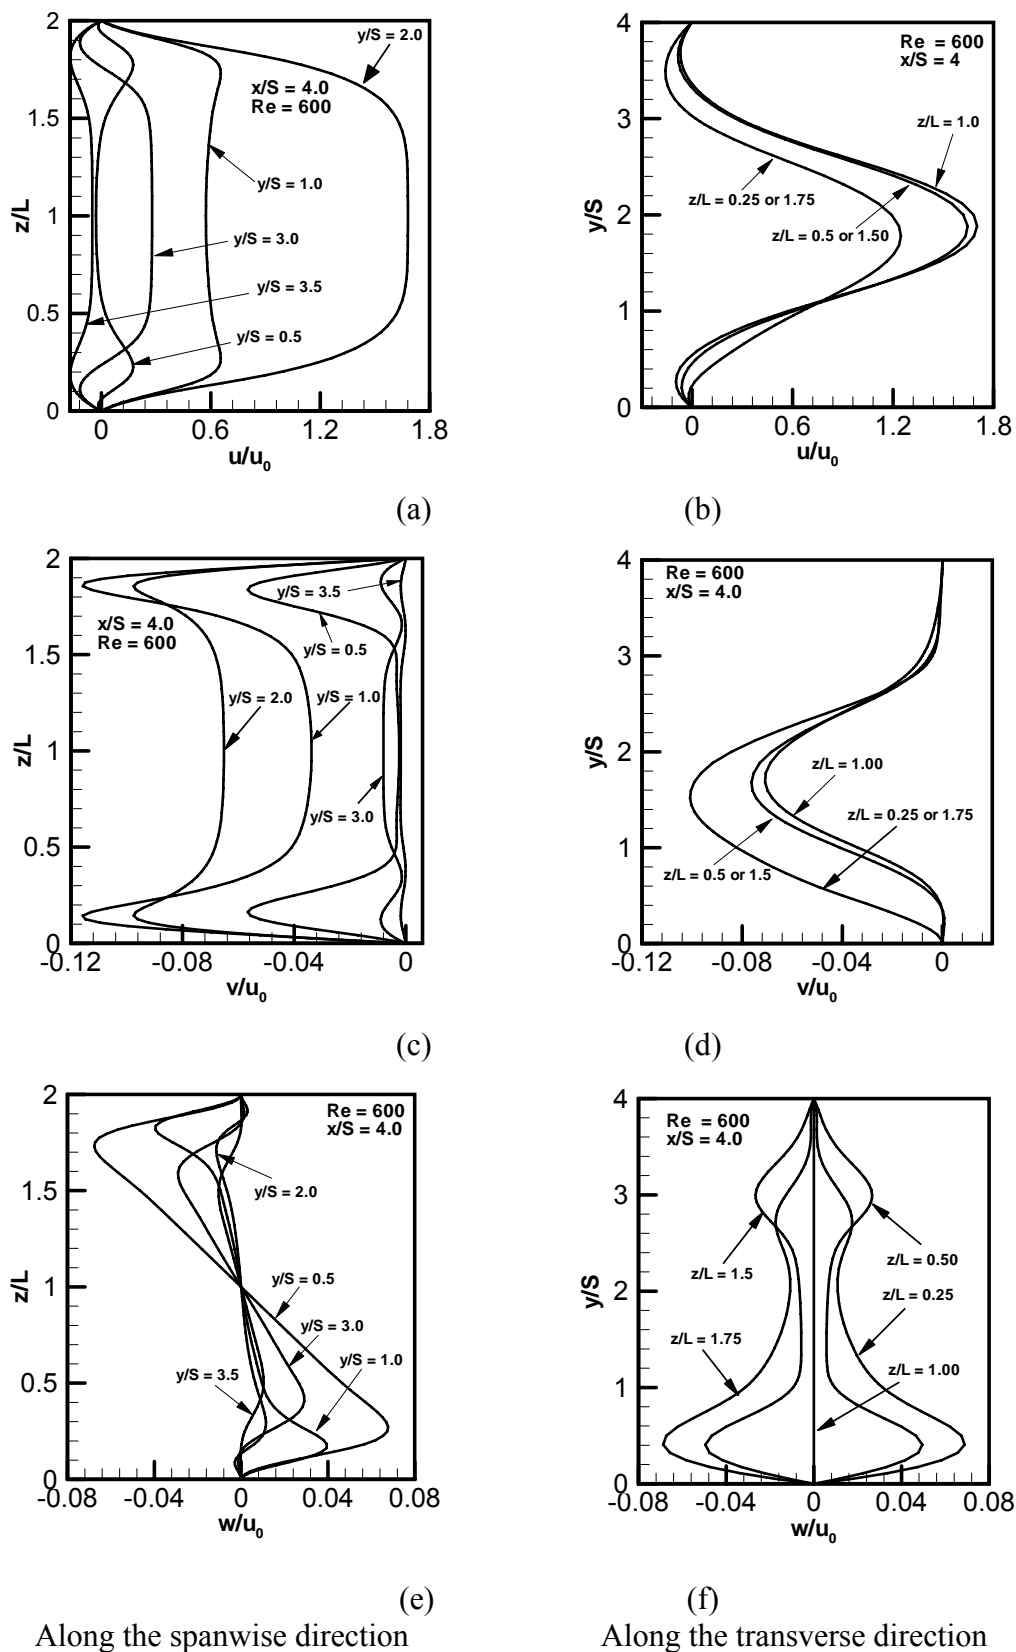 2
1.5
1
0.5
0
z/L
y/S = 2.0
x/S = 4.0
Re = 600
y/S = 1.0
y/S = 3.0
y/S = 3.5
y/S = 0.5
0 0.6 1.2 1.8
u/u0
(a)
4
3
2
1
0
y/S
Re = 600
x/S = 4
z/L = 1.0
z/L = 0.25 or 1.75
z/L = 0.5 or 1.50
0 0.6 1.2 1.8
u/u0
(b)
2
1.5
1
0.5
0
z/L
y/S = 3.5
x/S = 4.0
Re = 600
y/S = 0.5
y/S = 2.0
y/S = 1.0
y/S = 3.0
-0.12 -0.08 -0.04 0
v/u0
(c)
4
3
2
1
0
y/S
Re = 600
x/S = 4.0
z/L = 1.00
z/L = 0.25 or 1.75
z/L = 0.5 or 1.5
-0.12 -0.08 -0.04 0
v/u0
(d)
2
1.5
1
0.5
0
z/L
Re = 600
x/S = 4.0
y/S = 2.0
y/S = 0.5
y/S = 3.0
y/S = 1.0
y/S = 3.5
-0.08 -0.04 0 0.04 0.08
w/u0
(e)
4
3
2
1
0
y/S
Re = 600
x/S = 4.0
z/L = 0.50
z/L = 1.5
z/L = 0.25
z/L = 1.75
z/L = 1.00
-0.08 -0.04 0 0.04 0.08
w/u0
(f)
Along the spanwise direction
Along the transverse direction